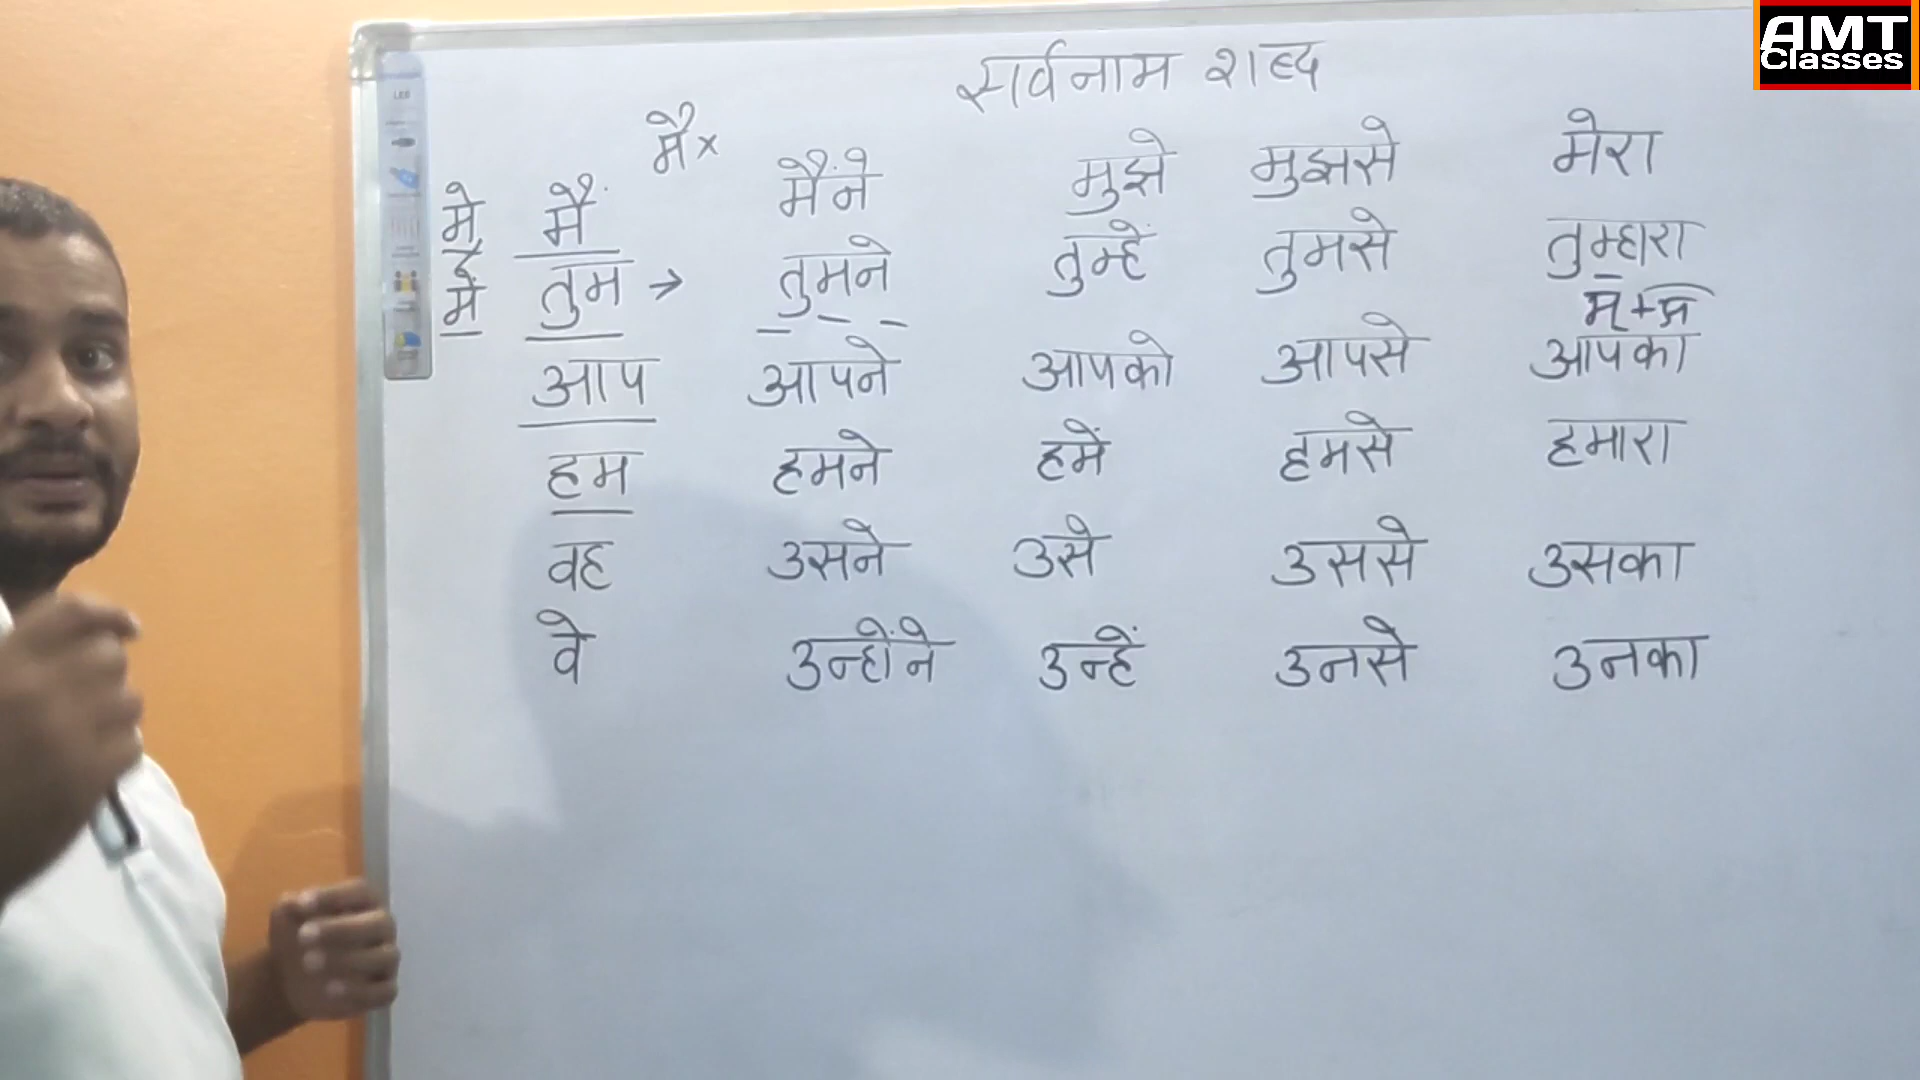 AMT
Classes
सर्वनाम शब्द
मै ×
मे मैं मैंने मुझे मुझसे मेरा
में तुम → तुमने तुम्हें तुमसे तुम्हारा
आप आपने आपको आपसे आपका
हम हमने हमें हमसे हमारा
वह उसने उसे उससे उसका
वे उन्होंने उन्हें उनसे उनका